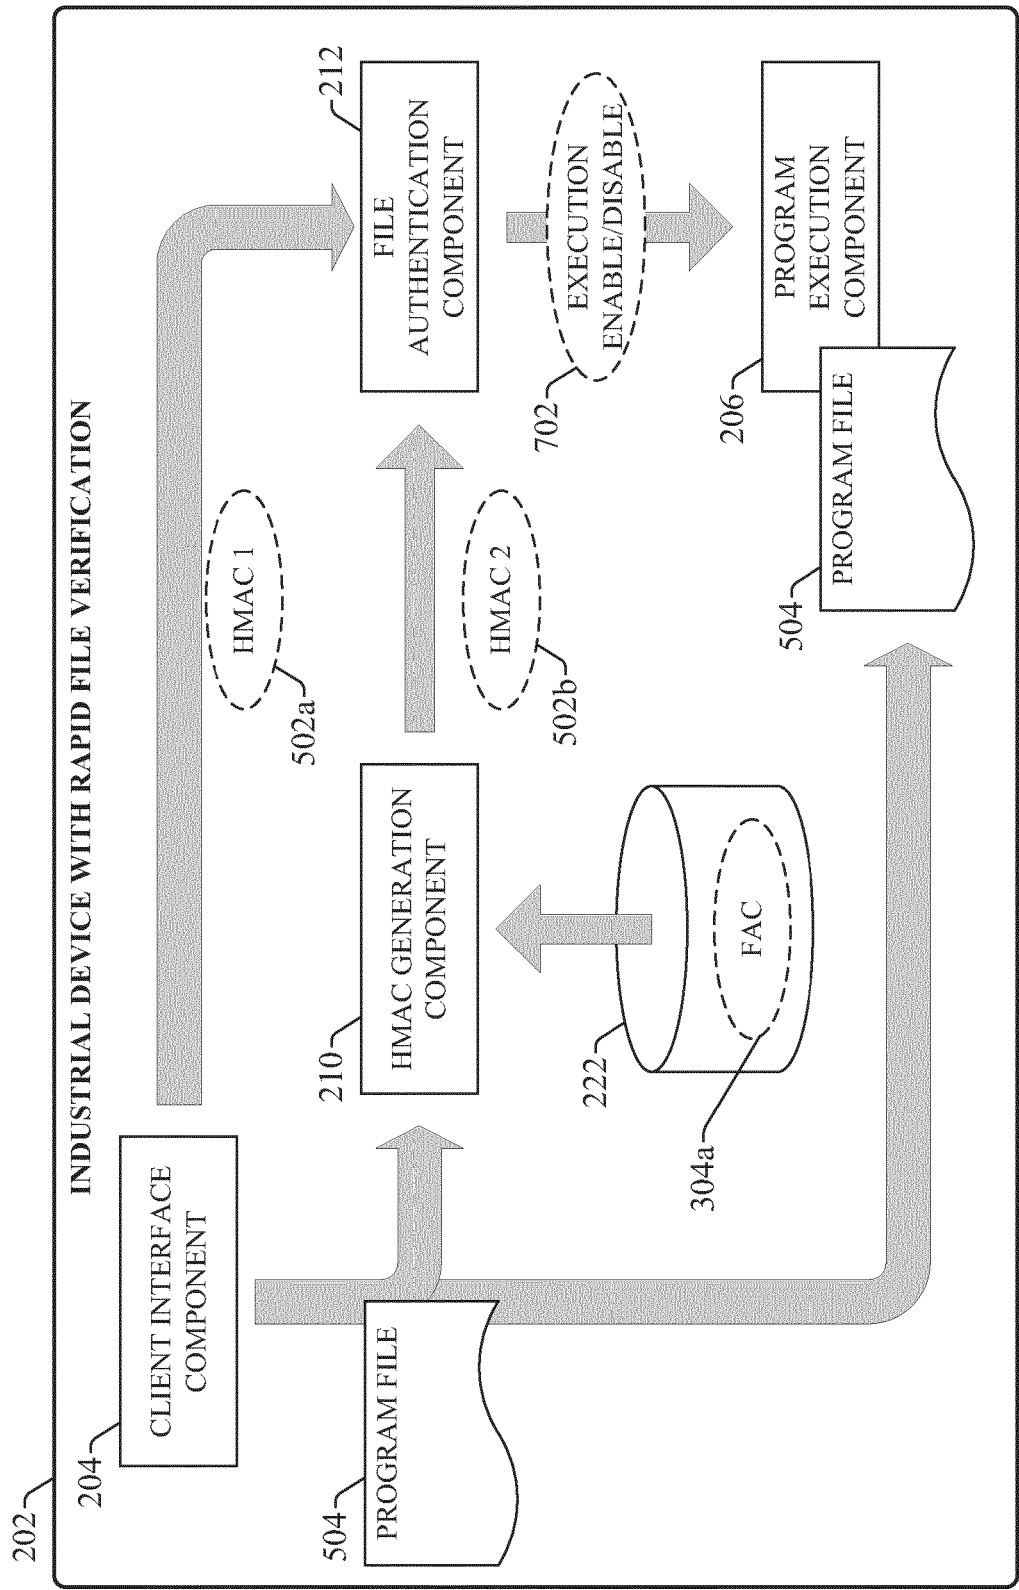 202
INDUSTRIAL DEVICE WITH RAPID FILE VERIFICATION
204
CLIENT INTERFACE
COMPONENT
HMAC 1
502a
212
FILE
AUTHENTICATION
COMPONENT
504
PROGRAM FILE
210
HMAC GENERATION
COMPONENT
HMAC 2
502b
702
EXECUTION
ENABLE/DISABLE
222
FAC
304a
206
PROGRAM
EXECUTION
COMPONENT
504
PROGRAM FILE